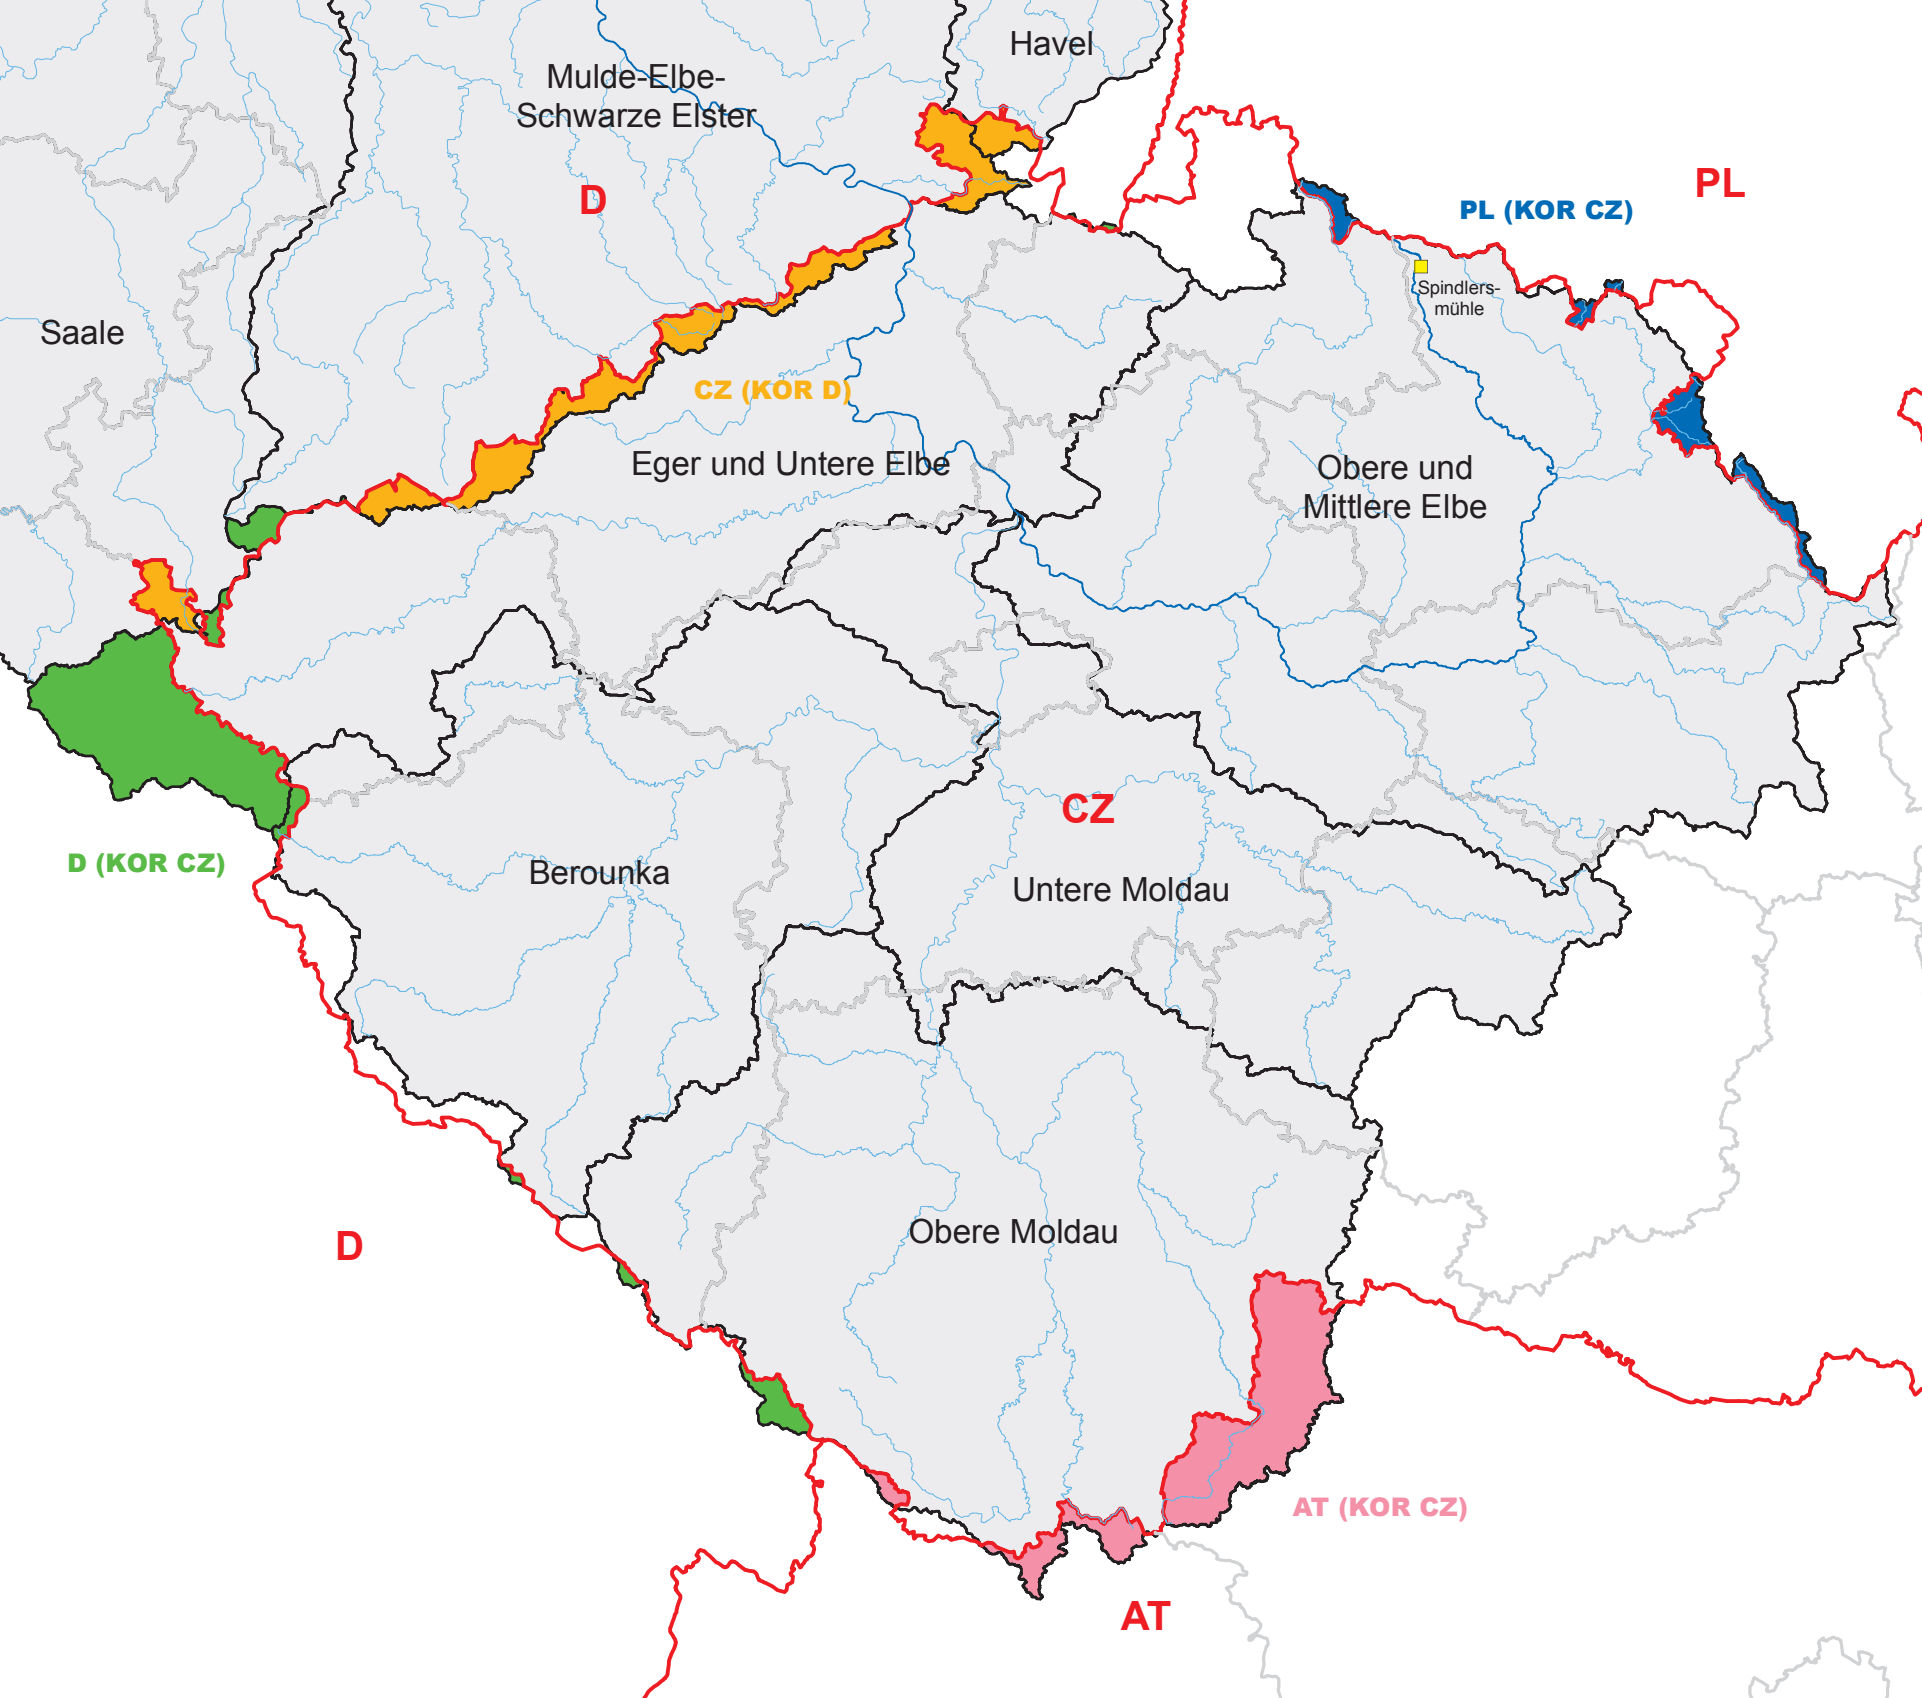 Havel
Mulde-Elbe-
Schwarze Elster
D
PL
PL (KOR CZ)
Spindlers-
mühle
Saale
CZ (KOR D)
Eger und Untere Elbe
Obere und
Mittlere Elbe
CZ
D (KOR CZ)
Berounka
Untere Moldau
D
Obere Moldau
AT (KOR CZ)
AT